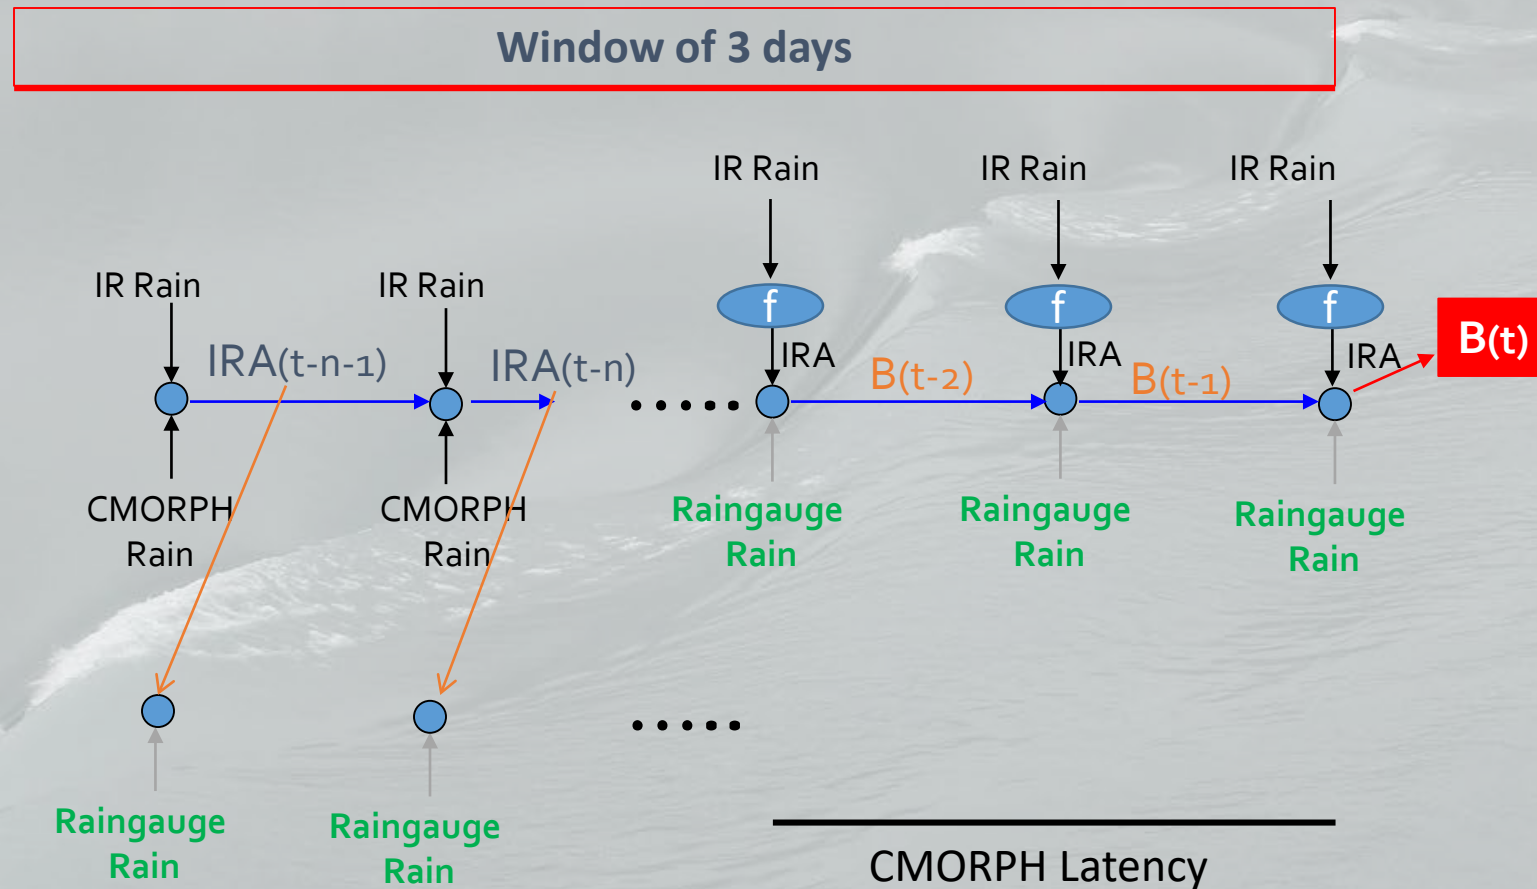 Window of 3 days
IR Rain
IR Rain
IR Rain
f
f
f
IR Rain
IR Rain
IRA
IRA
IRA
B(t)
IRA(t-n-1)
IRA(t-n)
.....
B(t-2)
B(t-1)
CMORPH
Rain
CMORPH
Rain
Raingauge
Rain
Raingauge
Rain
Raingauge
Rain
.....
Raingauge
Rain
Raingauge
Rain
CMORPH Latency